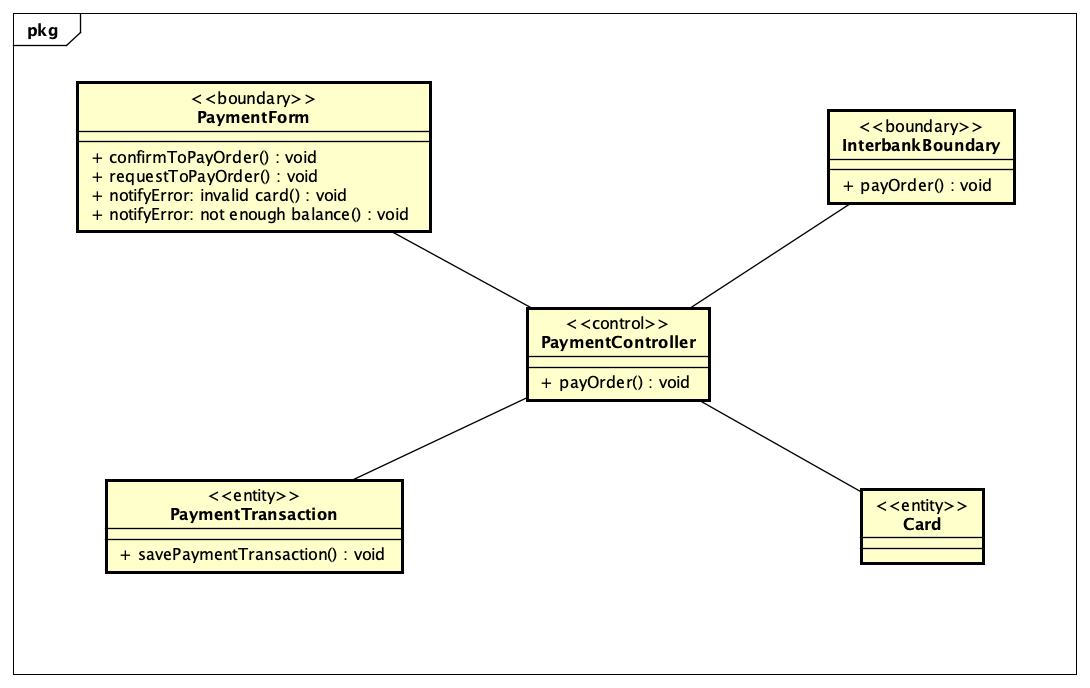 pkg
<<boundary>>
PaymentForm
+ confirmToPayOrder() : void
+ requestToPayOrder() : void
+ notifyError: invalid card() : void
+ notifyError: not enough balance() : void
<<boundary>>
InterbankBoundary
+ payOrder() : void
<<control>>
PaymentController
+ payOrder() : void
<<entity>>
PaymentTransaction
+ savePaymentTransaction() : void
<<entity>>
Card